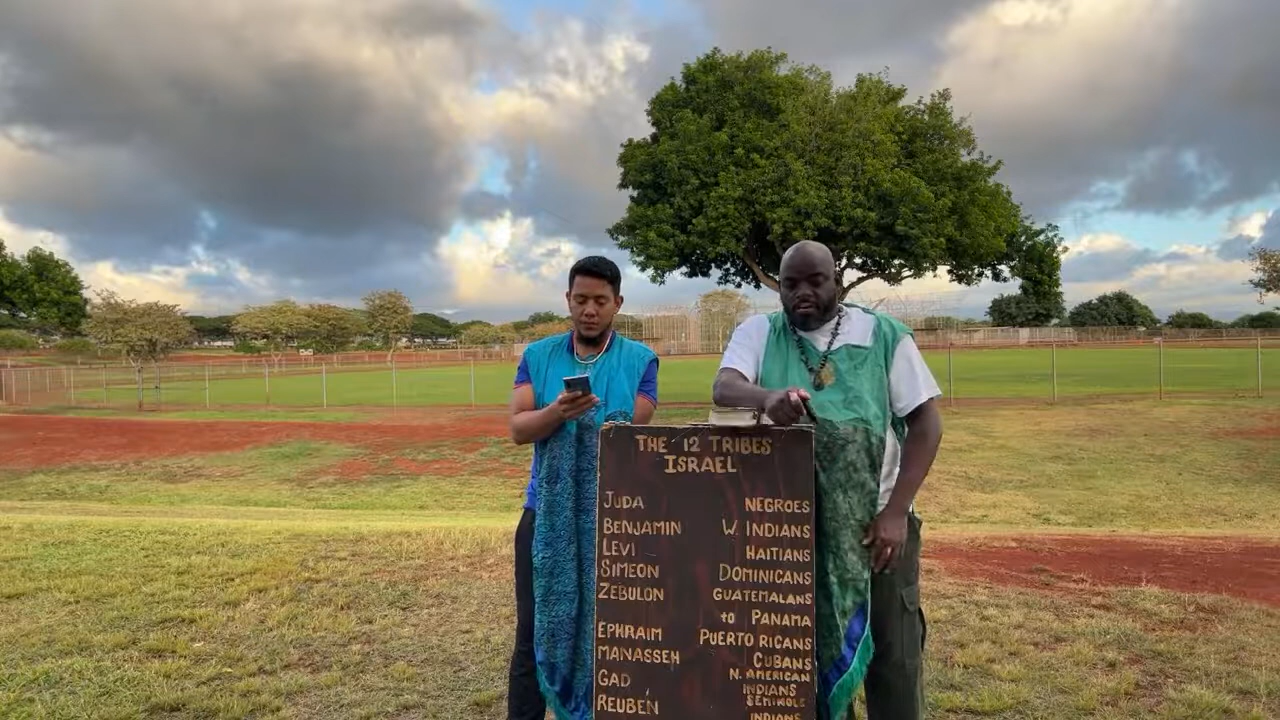 THE 12 TRIBES
ISRAEL
JUDA NEGROES
BENJAMIN W. INDIANS
LEVI HAITIANS
SIMEON DOMINICANS
ZEBULON GUATEMALANS
to PANAMA
EPHRAIM PUERTO RICANS
MANASSEH CUBANS
GAD N. AMERICAN
INDIANS
REUBEN SEMINOLE
INDIANS